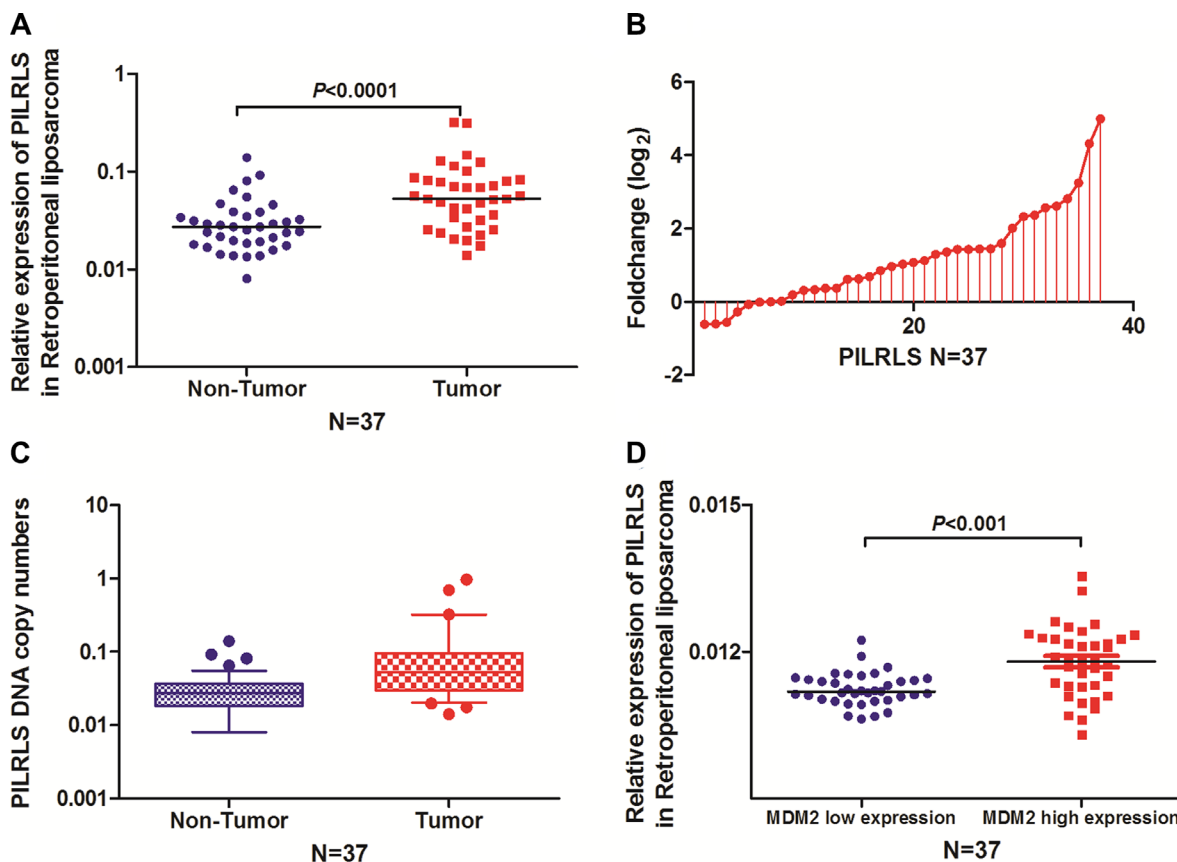 A
Relative expression of PILRLS
in Retroperitoneal liposarcoma
1
0.1
0.01
0.001
P<0.0001
Non-Tumor
Tumor
N=37
B
Foldchange (log2)
6
4
2
0
-2
20
40
PILRLS N=37
C
PILRLS DNA copy numbers
10
1
0.1
0.01
0.001
Non-Tumor
Tumor
N=37
D
Relative expression of PILRLS
in Retroperitoneal liposarcoma
0.015
0.012
P<0.001
MDM2 low expression
MDM2 high expression
N=37